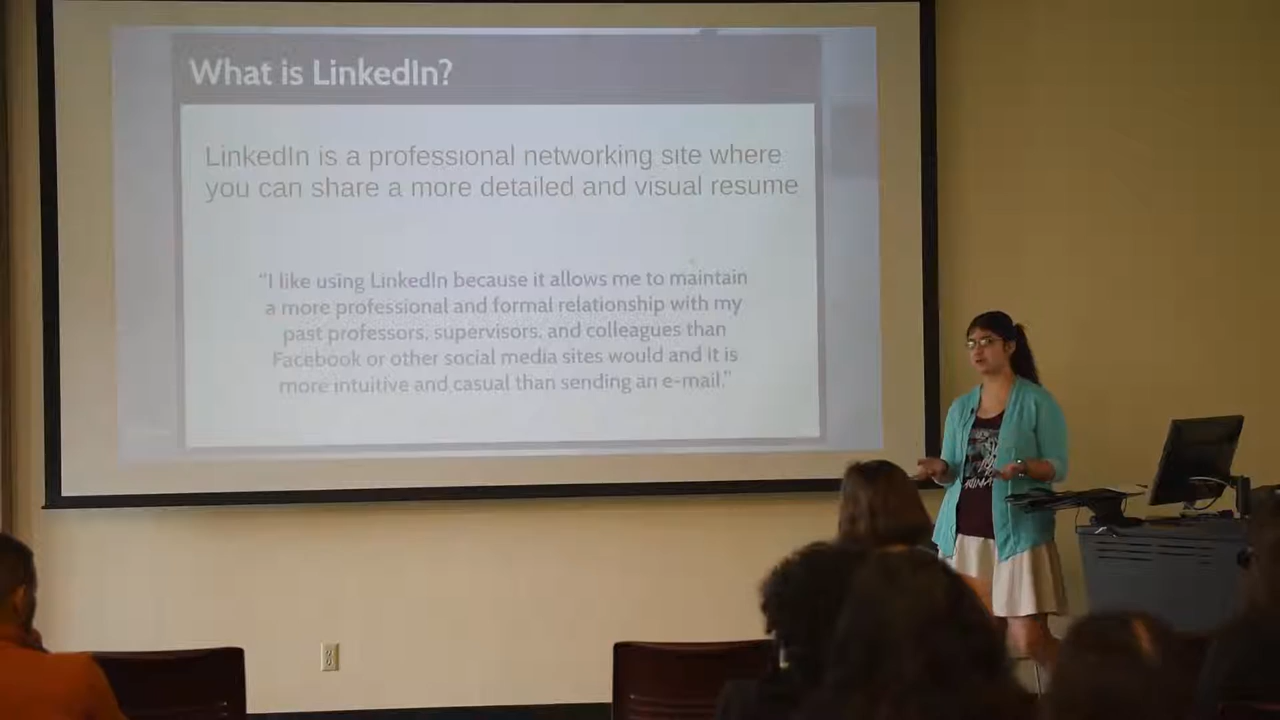 What is LinkedIn?
LinkedIn is a professional networking site where
you can share a more detailed and visual resume
“I like using LinkedIn because it allows me to maintain
a more professional and formal relationship with my
past professors, supervisors, and colleagues than
Facebook or other social media sites would and it is
more intuitive and casual than sending an e-mail.”